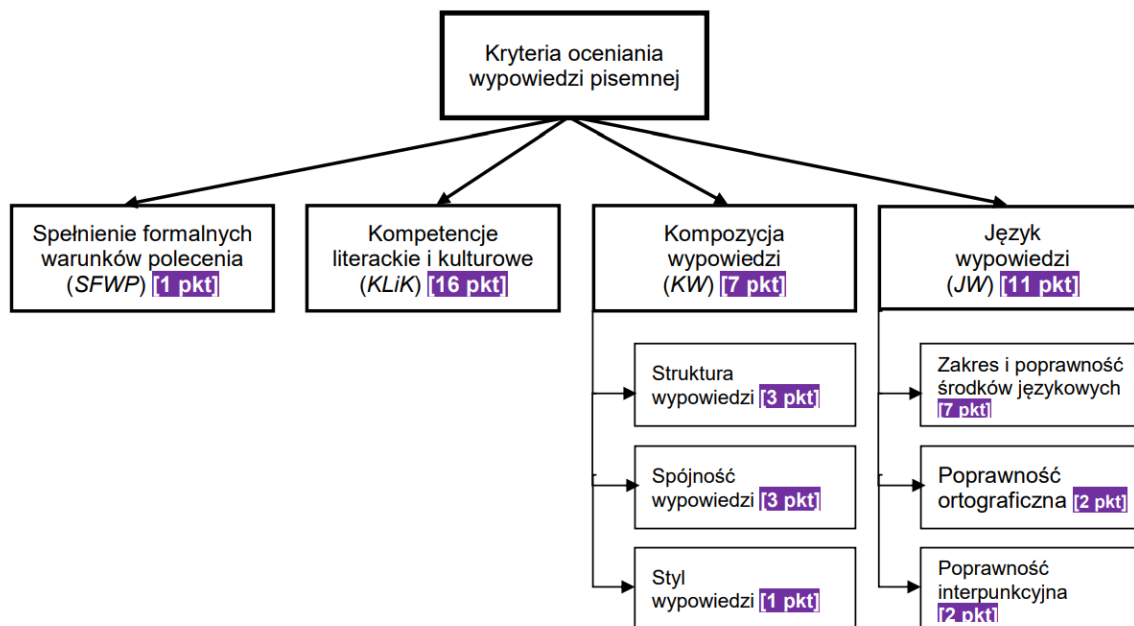 Kryteria oceniania
wypowiedzi pisemnej
Spełnienie formalnych
warunków polecenia
(SFWP) [1 pkt]
Kompetencje
literackie i kulturowe
(KLiK) [16 pkt]
Kompozycja
wypowiedzi
(KW) [7 pkt]
Struktura
wypowiedzi [3 pkt]
Spójność
wypowiedzi [3 pkt]
Styl
wypowiedzi [1 pkt]
Język
wypowiedzi
(JW) [11 pkt]
Zakres i poprawność
środków językowych
[7 pkt]
Poprawność
ortograficzna [2 pkt]
Poprawność
interpunkcyjna
[2 pkt]